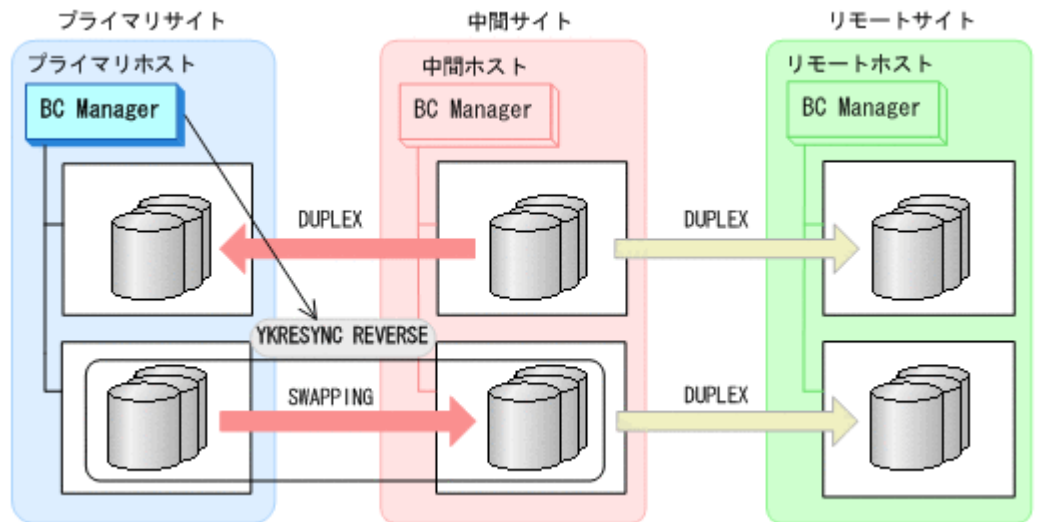 プライマリサイト
中間サイト
リモートサイト
プライマリホスト
中間ホスト
リモートホスト
BC Manager
BC Manager
BC Manager
DUPLEX
DUPLEX
YKRESYNC REVERSE
SWAPPING
DUPLEX